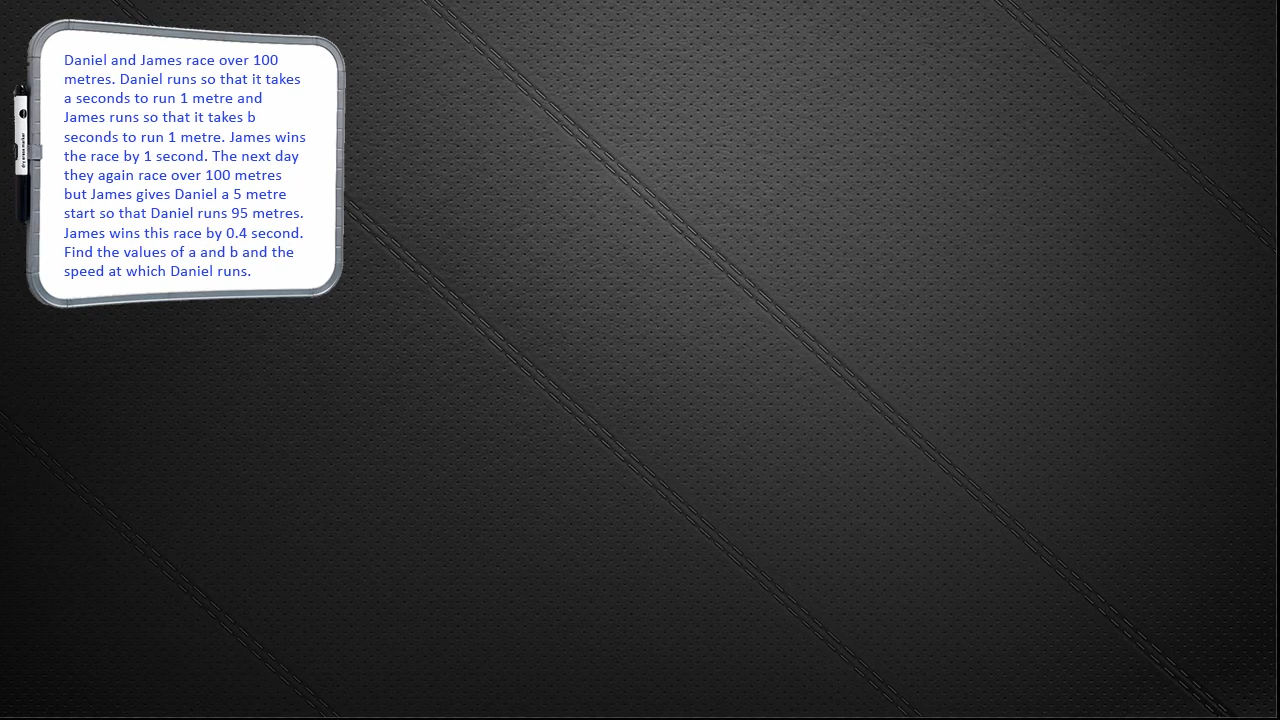 Daniel and James race over 100
metres. Daniel runs so that it takes
a seconds to run 1 metre and
James runs so that it takes b
seconds to run 1 metre. James wins
the race by 1 second. The next day
they again race over 100 metres
but James gives Daniel a 5 metre
start so that Daniel runs 95 metres.
James wins this race by 0.4 second.
Find the values of a and b and the
speed at which Daniel runs.